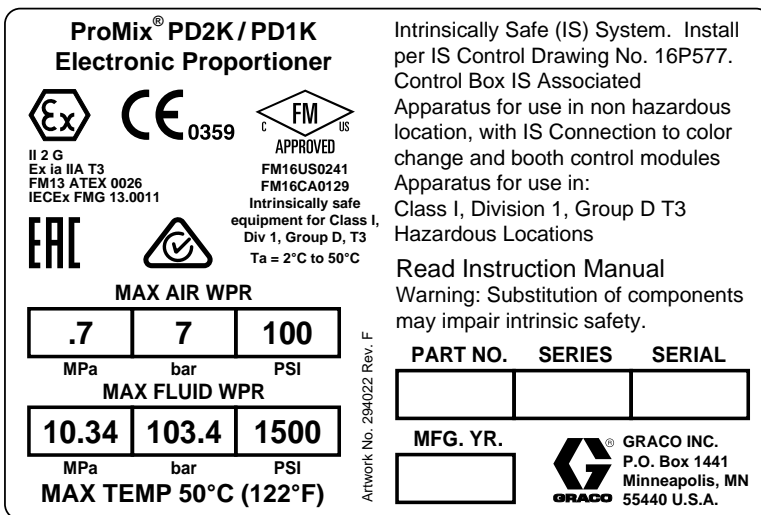 ProMix® PD2K / PD1K
Electronic Proportioner
Ex
CE 0359
FM
C US
APPROVED
II 2 G
Ex ia IIA T3
FM13 ATEX 0026
IECEx FMG 13.0011
FM16US0241
FM16CA0129
Intrinsically safe
equipment for Class I,
Div 1, Group D, T3
Ta = 2°C to 50°C
EAC
MAX AIR WPR
.7 7 100
MPa bar PSI
MAX FLUID WPR
10.34 103.4 1500
MPa bar PSI
MAX TEMP 50°C (122°F)
Artwork No. 294022 Rev. F
Intrinsically Safe (IS) System. Install
per IS Control Drawing No. 16P577.
Control Box IS Associated
Apparatus for use in non hazardous
location, with IS Connection to color
change and booth control modules
Apparatus for use in:
Class I, Division 1, Group D T3
Hazardous Locations
Read Instruction Manual
Warning: Substitution of components
may impair intrinsic safety.
PART NO. SERIES SERIAL
MFG. YR.
G®
GRACO
GRACO INC.
P.O. Box 1441
Minneapolis, MN
55440 U.S.A.